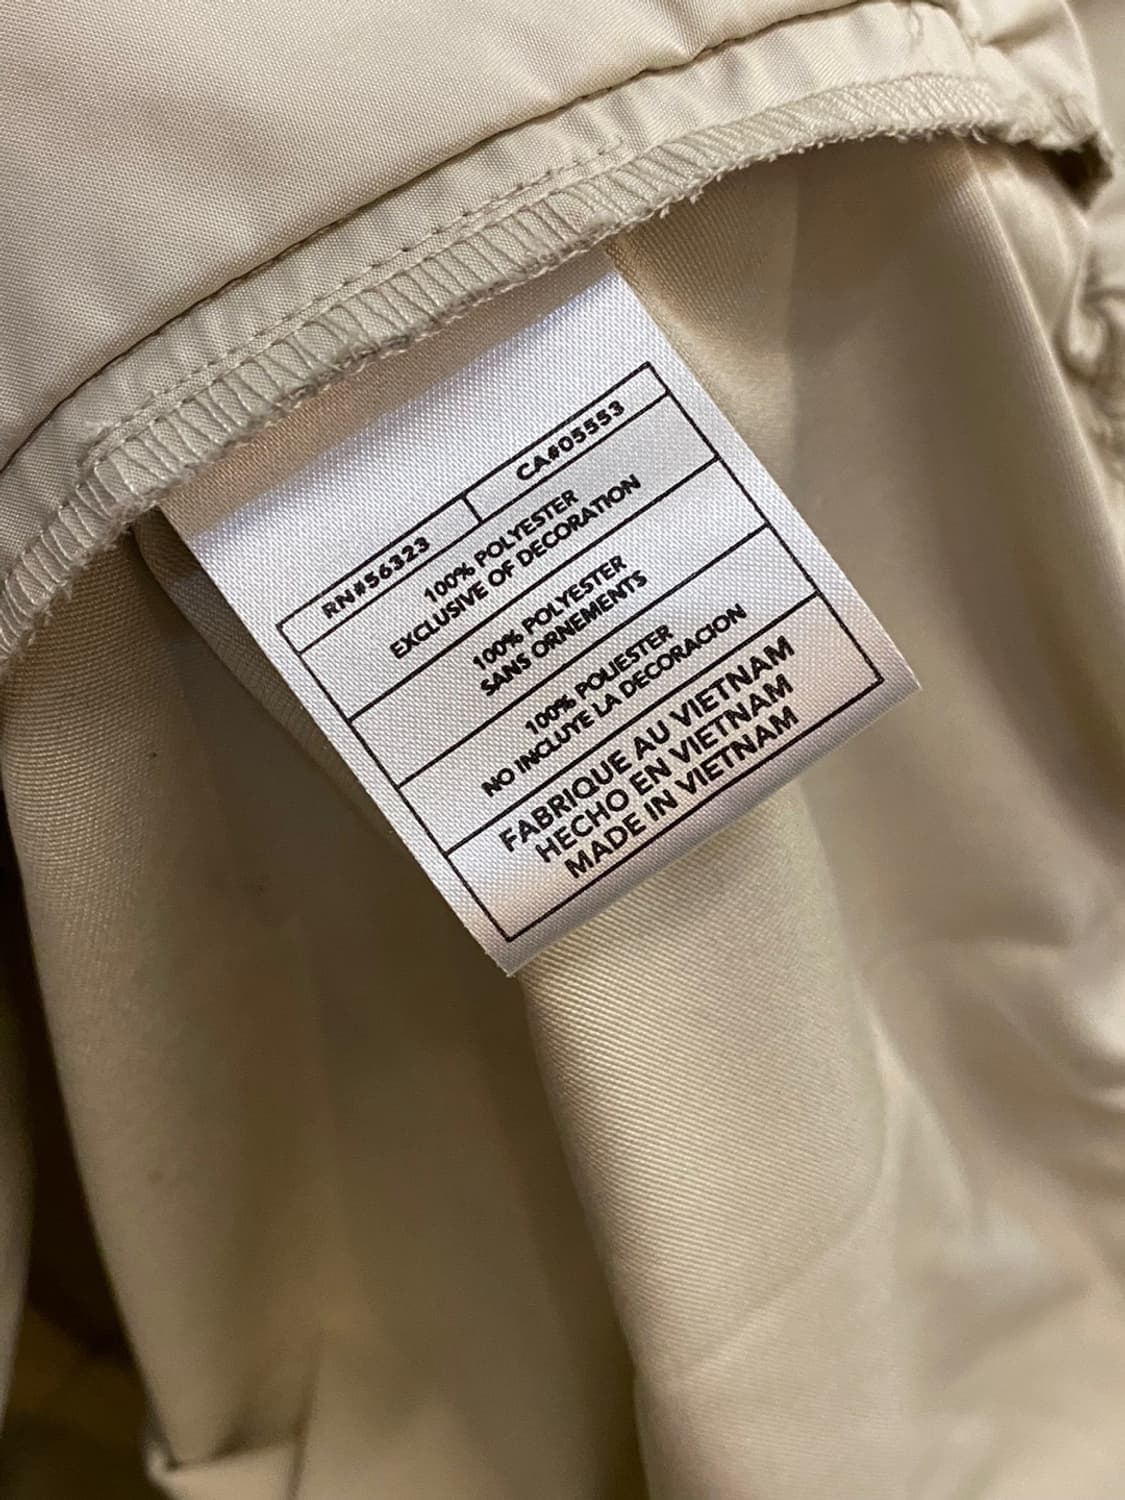 RN#56323 CA#05553
100% POLYESTER
EXCLUSIVE OF DECORATION
100% POLYESTER
SANS ORNEMENTS
100% POLIESTER
NO INCLUYE LA DECORACION
FABRIQUE AU VIETNAM
HECHO EN VIETNAM
MADE IN VIETNAM